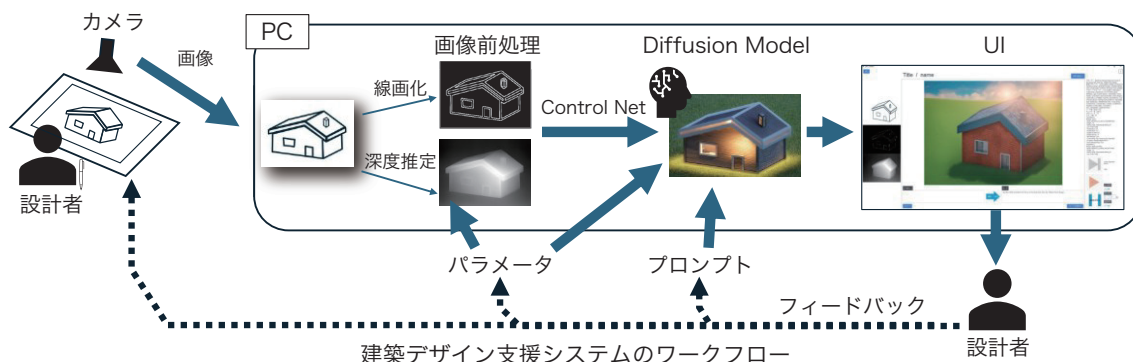 カメラ
画像
設計者
PC
画像前処理
線画化
深度推定
Control Net
Diffusion Model
UI
Title / name
パラメータ
プロンプト
フィードバック
設計者
建築デザイン支援システムのワークフロー